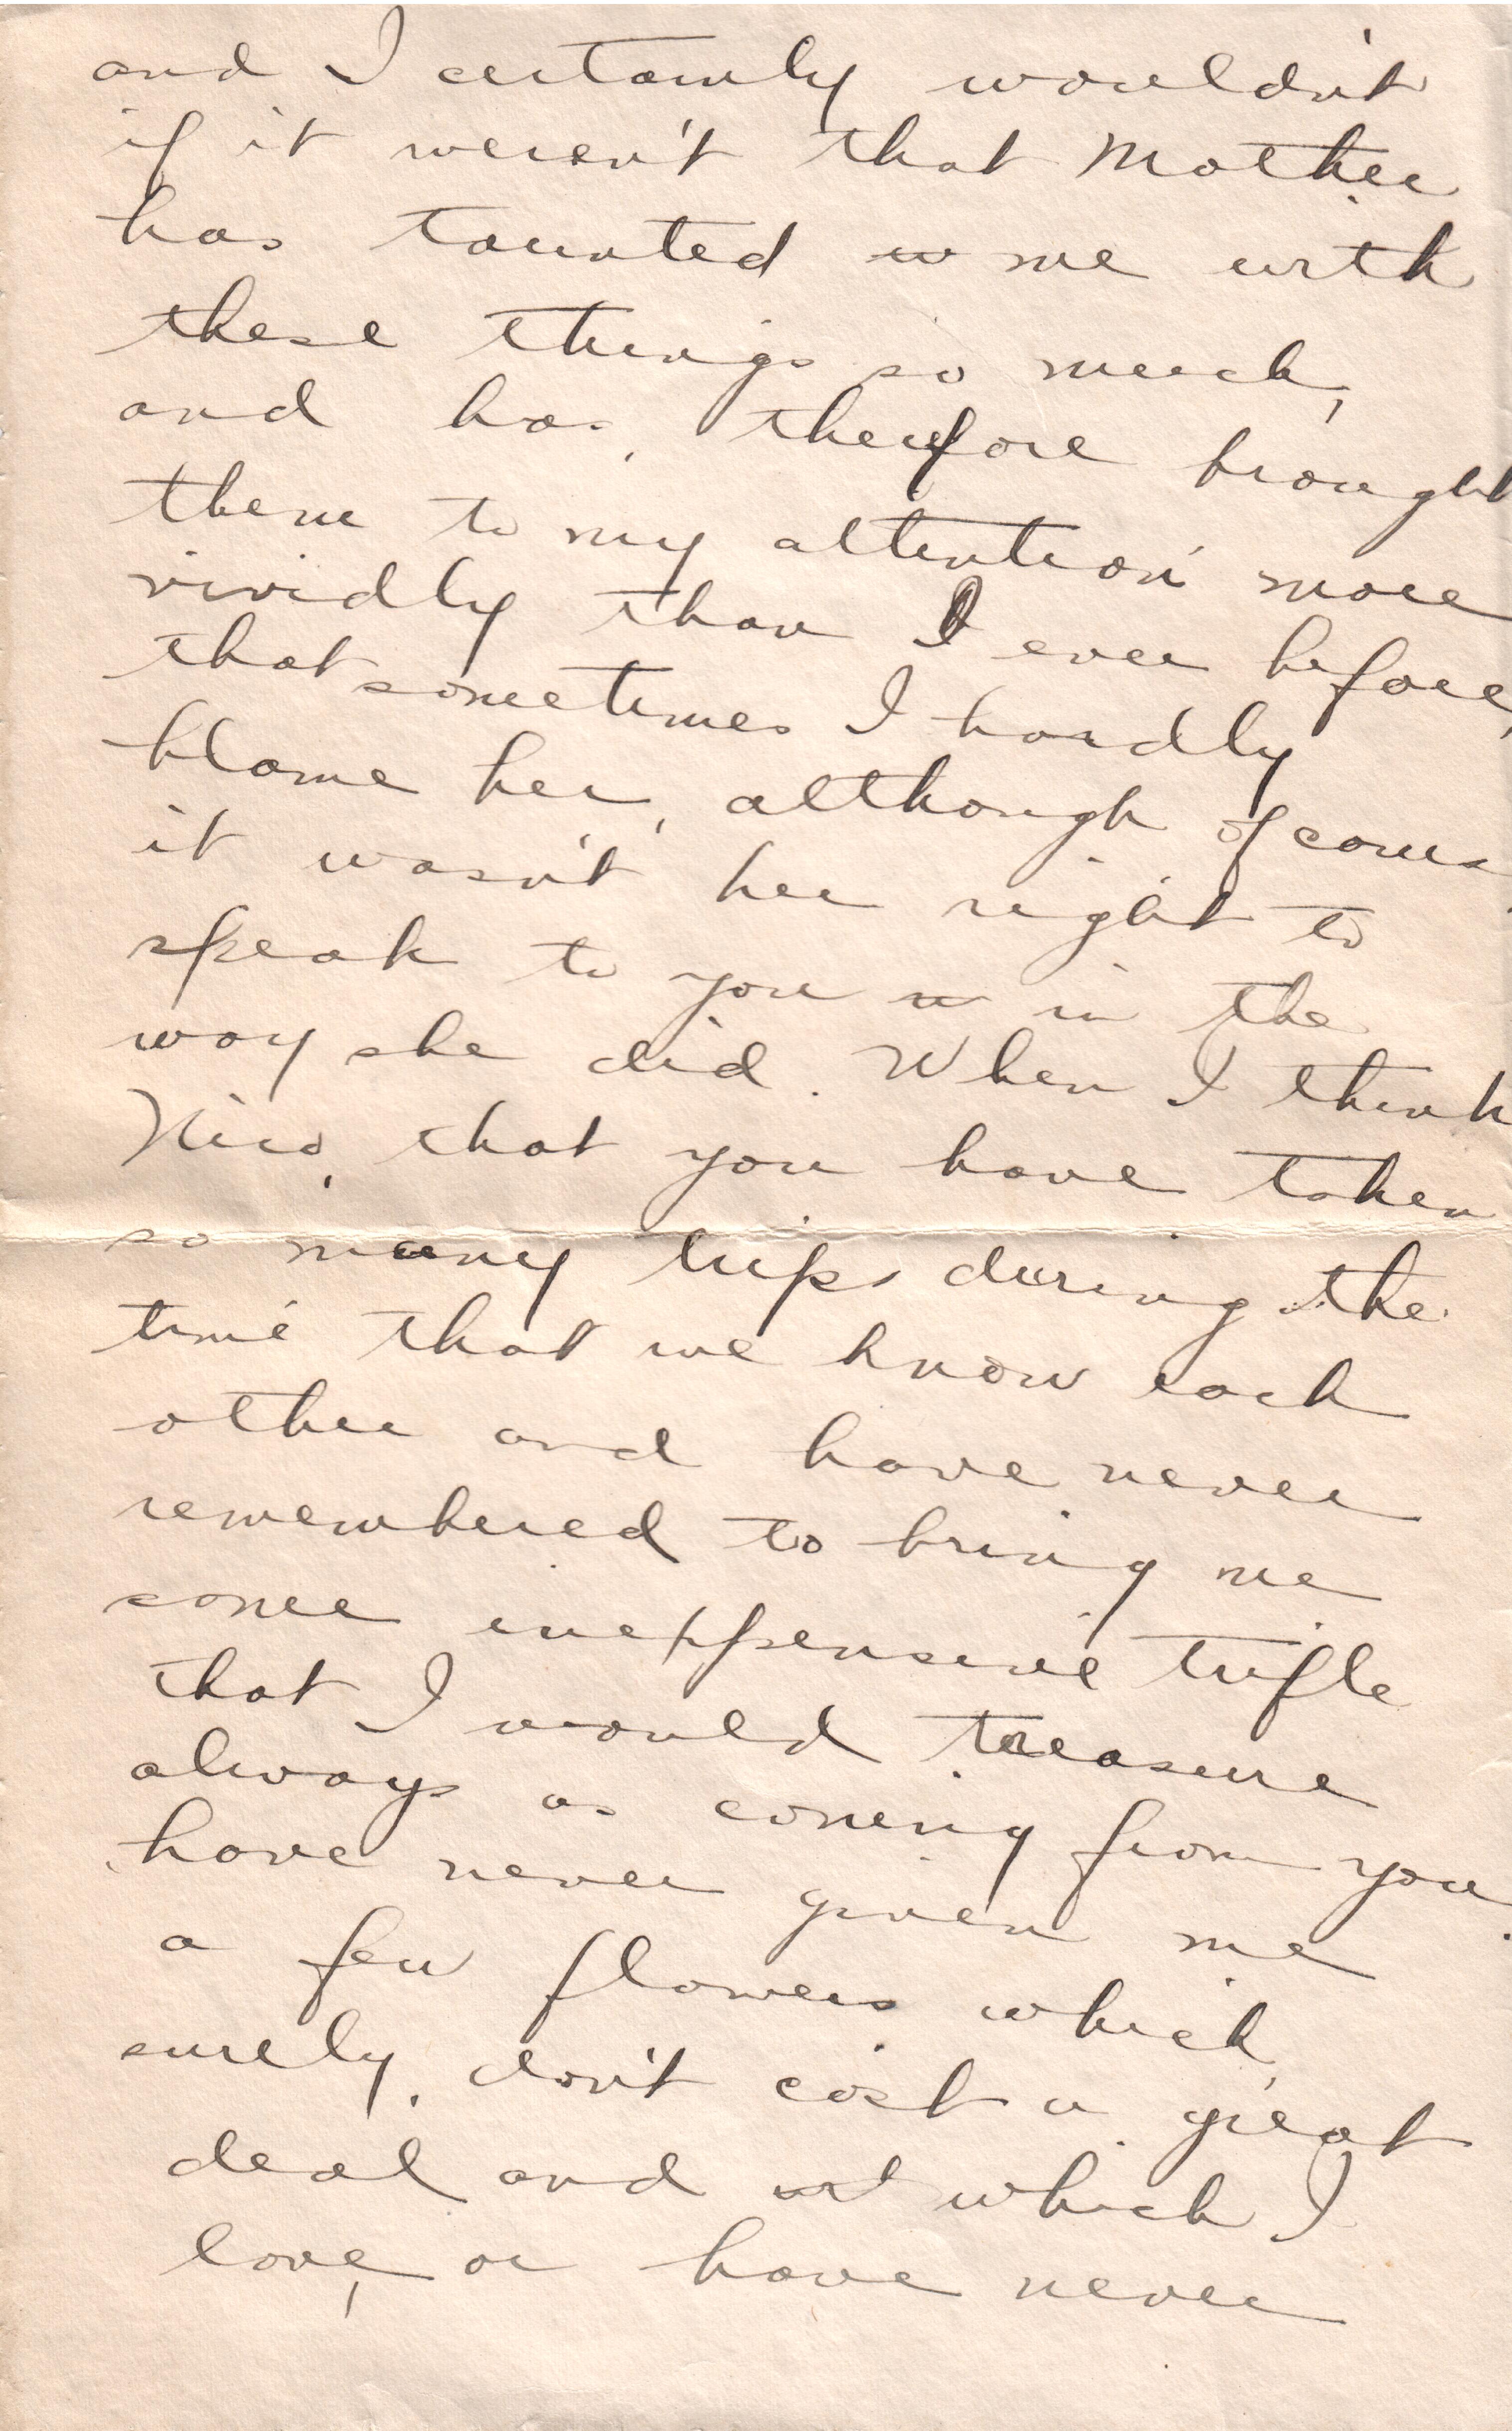 and I certainly wouldn't
if it weren't that Mother
has taunted me with
these things so much,
and has, therefore brought
them to my attention more
vividly than I ever before,
that sometimes I hardly
blame her, although of course
it wasn't her right to
speak to you in the
way she did. When I think
that you have taken
so many trips during the
time that we know each
other and have never
remembered to bring me
some inexpensive trifle
that I would treasure
always as coming from you,
have never given me
a few flowers which,
surely, don't cost a great
deal and which I
love, or have never